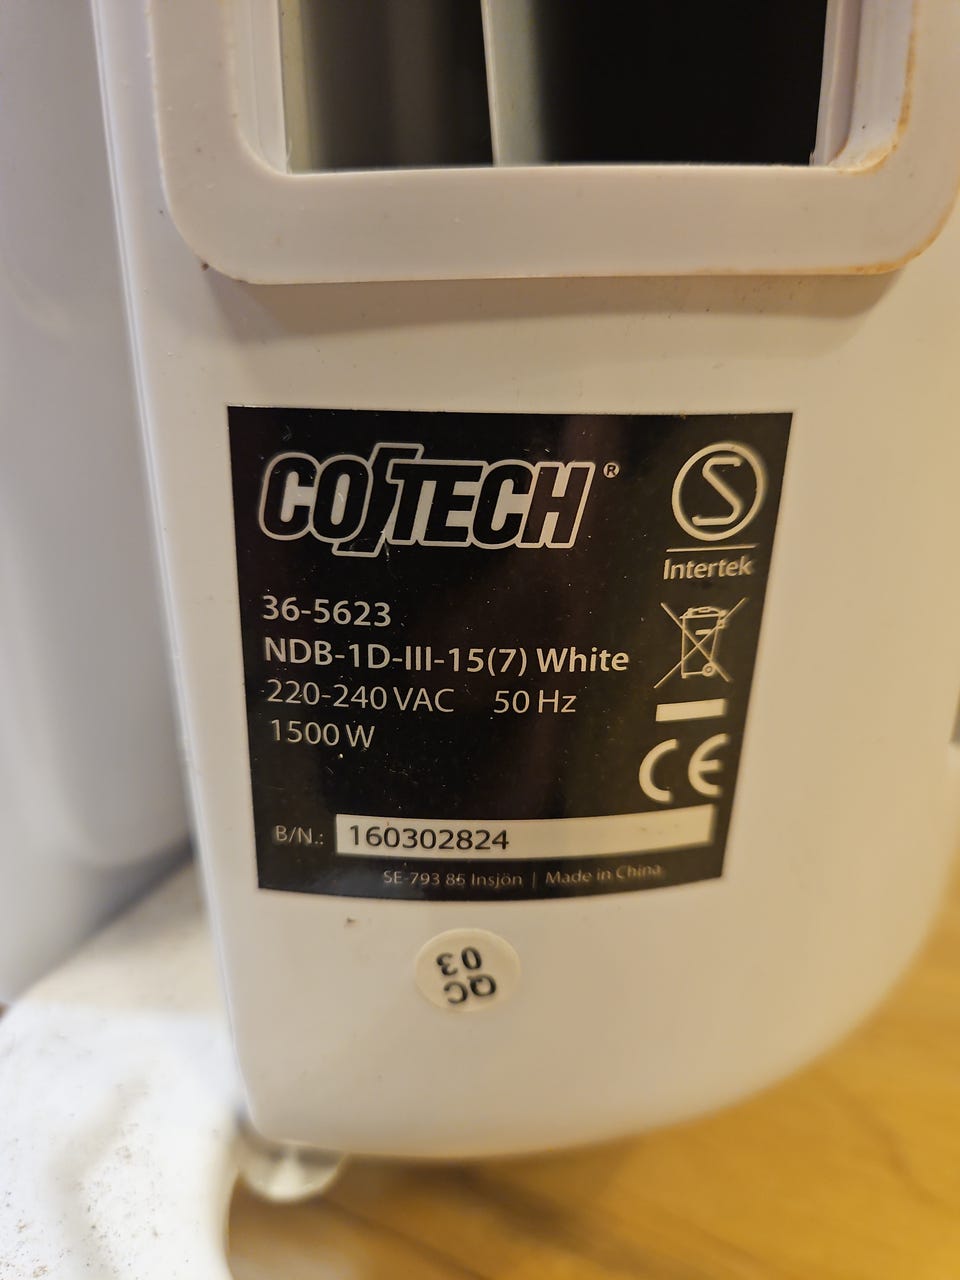 COTECH®
S
Intertek
36-5623
NDB-1D-III-15(7) White
220-240 VAC 50 Hz
1500 W
CE
B/N.: 160302824
SE-793 85 Insjön | Made in China
QC
03